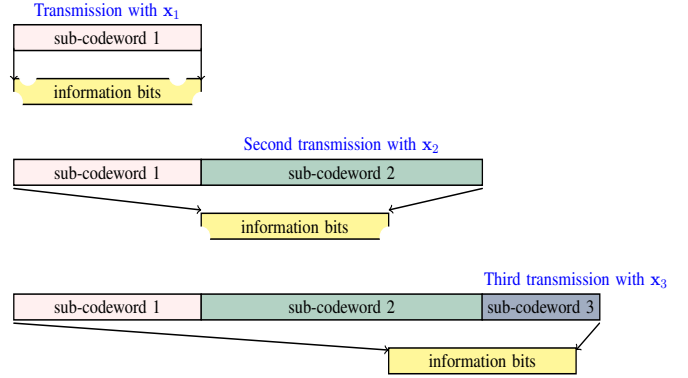 Transmission with x₁
sub-codeword 1
information bits
Second transmission with x₂
sub-codeword 1 sub-codeword 2
information bits
Third transmission with x₃
sub-codeword 1 sub-codeword 2 sub-codeword 3
information bits